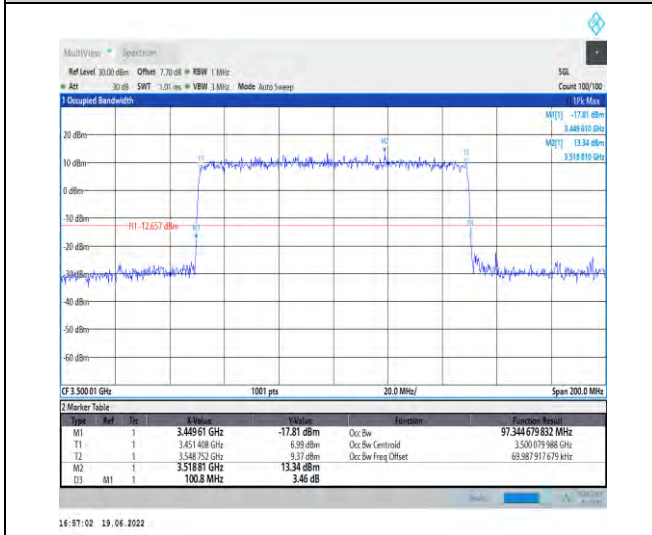 MultiView Spectrum
Ref Level 30.00 dBm Offset 7.70 dB RBW 1 MHz SGL
Att 30 dB SWT 1.01 ms VBW 3 MHz Mode Auto Sweep Count 100/100
1 Occupied Bandwidth 1Pk Max
M1[1] -17.81 dBm
3.449 610 GHz
M2[1] 13.34 dBm
3.518 810 GHz
20 dBm
M2
T1 T2
10 dBm
0 dBm
-10 dBm
H1 -12.657 dBm M1
-20 dBm
-30 dBm
-40 dBm
-50 dBm
-60 dBm
CF 3.500 01 GHz 1001 pts 20.0 MHz/ Span 200.0 MHz
2 Marker Table
Type Ref Trc X-Value Y-Value Function Function Result
M1 1 3.449 61 GHz -17.81 dBm Occ Bw 97.344 679 832 MHz
T1 1 3.451 408 GHz 6.99 dBm Occ Bw Centroid 3.500 079 988 GHz
T2 1 3.548 752 GHz 9.37 dBm Occ Bw Freq Offset 69.987 917 679 kHz
M2 1 3.518 81 GHz 13.34 dBm
D3 M1 1 100.8 MHz 3.46 dB
16:57:02 19.06.2022